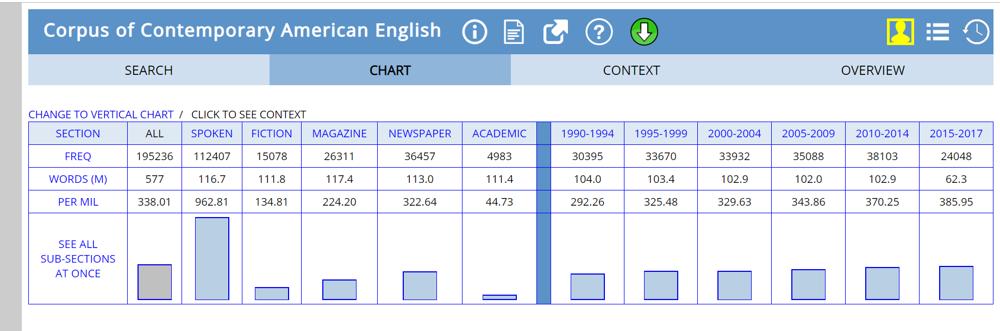 Corpus of Contemporary American English
SEARCH CHART CONTEXT OVERVIEW
CHANGE TO VERTICAL CHART / CLICK TO SEE CONTEXT
SECTION ALL SPOKEN FICTION MAGAZINE NEWSPAPER ACADEMIC 1990-1994 1995-1999 2000-2004 2005-2009 2010-2014 2015-2017
FREQ 195236 112407 15078 26311 36457 4983 30395 33670 33932 35088 38103 24048
WORDS (M) 577 116.7 111.8 117.4 113.0 111.4 104.0 103.4 102.9 102.0 102.9 62.3
PER MIL 338.01 962.81 134.81 224.20 322.64 44.73 292.26 325.48 329.63 343.86 370.25 385.95
SEE ALL
SUB-SECTIONS
AT ONCE